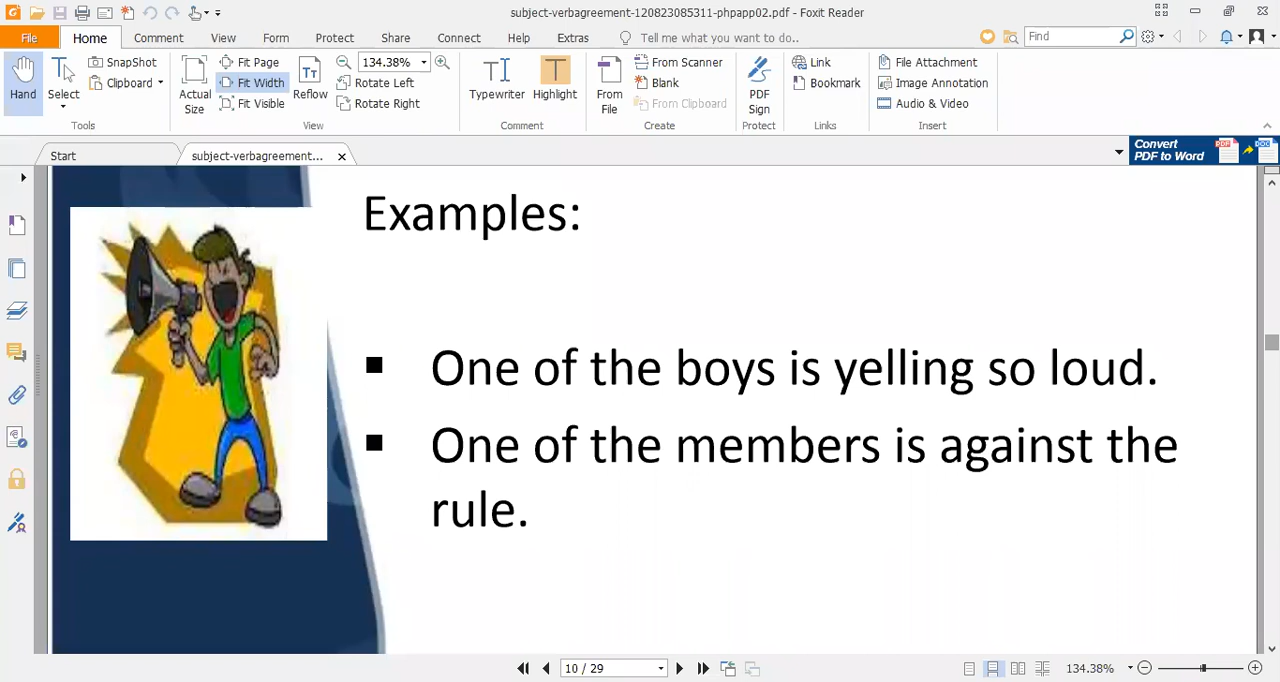 subject-verbagreement-120823085311-phpapp02.pdf - Foxit Reader
File Home Comment View Form Protect Share Connect Help Extras Tell me what you want to do.. Find
SnapShot Fit Page 134.38% From Scanner Link File Attachment
Clipboard Fit Width Rotate Left Blank Bookmark Image Annotation
Hand Select Actual Size Fit Visible Reflow Rotate Right Typewriter Highlight From File From Clipboard PDF Sign Audio & Video
Tools View Comment Create Protect Links Insert
Start subject-verbagreement... Convert PDF to Word
Examples:
▪ One of the boys is yelling so loud.
▪ One of the members is against the
rule.
10 / 29 134.38%